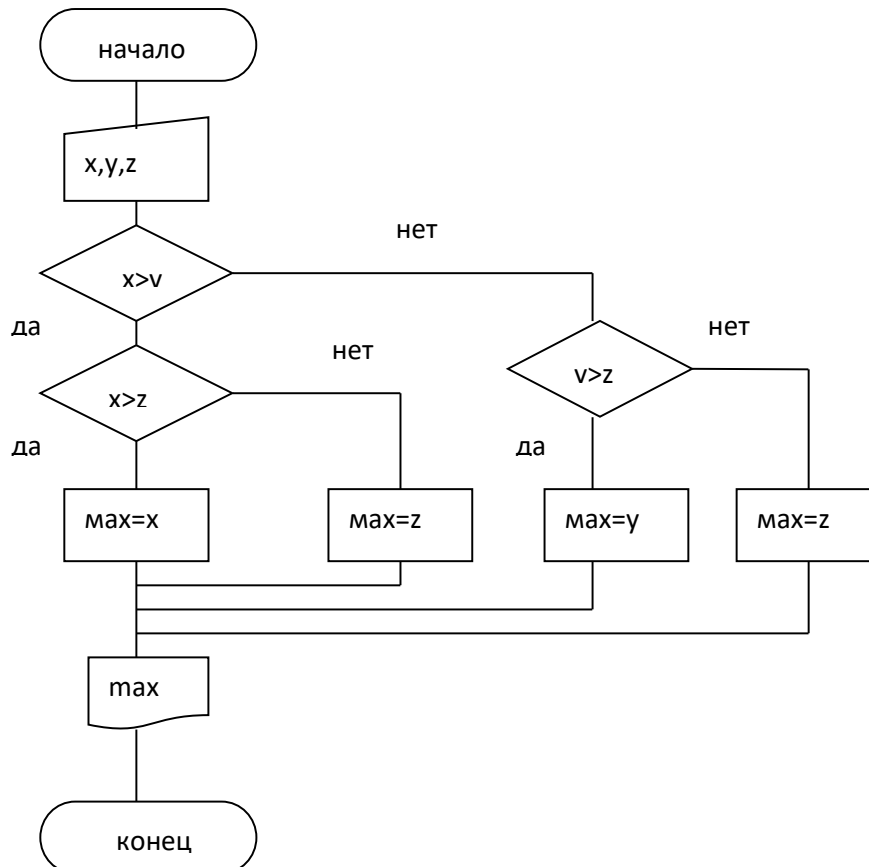 начало
x,y,z
нет
x>v
да
нет
нет
v>z
x>z
да
да
мах=x
мах=z
мах=y
мах=z
max
конец